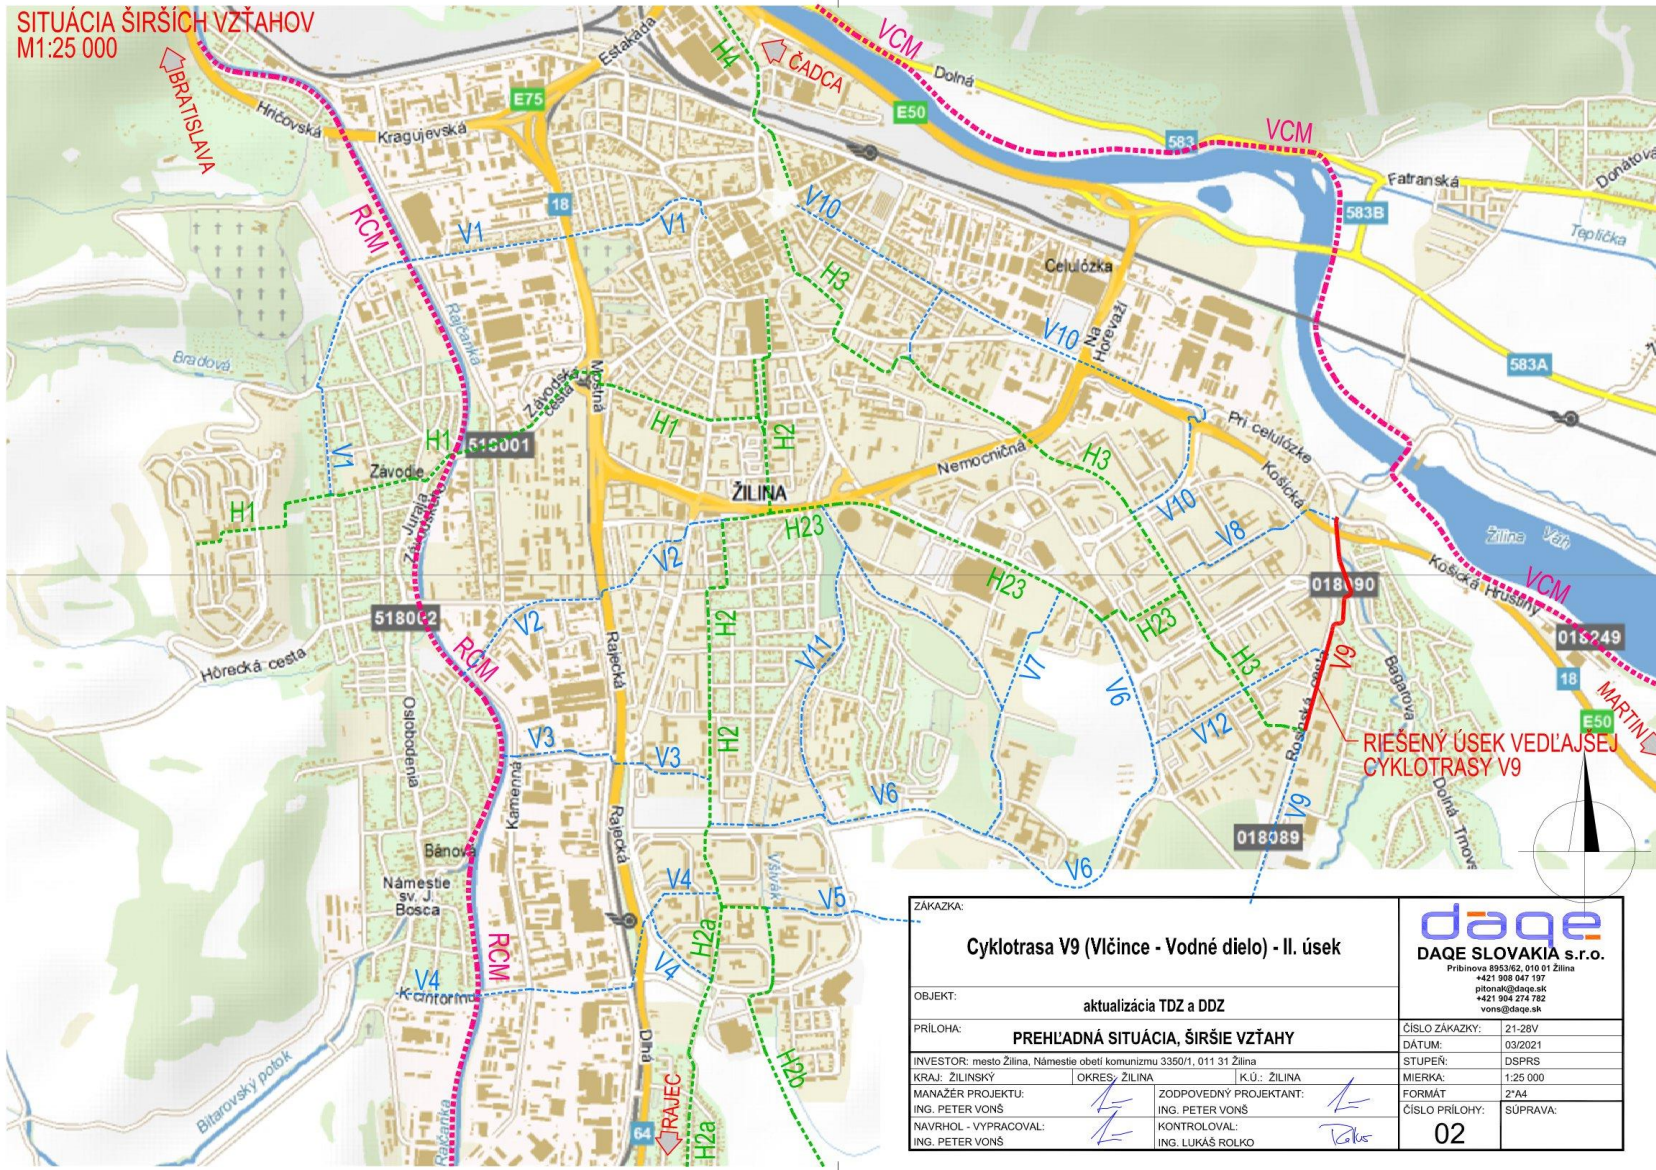 SITUÁCIA ŠIRŠÍCH VZŤAHOV
M1:25 000
BRATISLAVA
Hričovská
Kragujevská
E75
Estakáda
H4
ČADCA
VCM
Dolná
E50
583
VCM
Fatranská
Donátova
583B
Teplička
18
RCM
V1
V1
V10
H3
Celulózka
Na
Horevaží
V10
583A
Rajčanka
Bradová
Závodská
cesta
Mostná
H1
H2
H1
518001
V1
Závodie
H1
Juraja
Závodského
ŽILINA
Nemocničná
H3
Pri celulózke
Košická
V10
V8
H23
V2
H23
Žilina
Váh
Košická
Hruštiny
VCM
018090
518002
V2
H2
H23
V11
V7
V6
H3
V9
018249
RCM
Hôrecká cesta
Rajecká
Bagarova
18
MARTIN
E50
Rosinská cesta
V12
Oslobodenia
V3
V3
H2
RIEŠENÝ ÚSEK VEDĽAJŠEJ
CYKLOTRASY V9
Kamenná
Rajecká
V6
V9
018089
Dolná Trnovs
Bánová
V6
Námestie
sv. J.
Bosca
Všivák
V4
V5
H2a
RCM
V4
V4
K cintorínu
Dlhá
H2b
Bitarovský potok
Rajčanka
64
RAJEC
H2a
ZÁKAZKA:
Cyklotrasa V9 (Vlčince - Vodné dielo) - II. úsek
OBJEKT:
aktualizácia TDZ a DDZ
PRÍLOHA:
PREHĽADNÁ SITUÁCIA, ŠIRŠIE VZŤAHY
INVESTOR: mesto Žilina, Námestie obetí komunizmu 3350/1, 011 31 Žilina
KRAJ: ŽILINSKÝ
OKRES: ŽILINA
K.Ú.: ŽILINA
MANAŽÉR PROJEKTU:
ING. PETER VONŠ
ZODPOVEDNÝ PROJEKTANT:
ING. PETER VONŠ
NAVRHOL - VYPRACOVAL:
ING. PETER VONŠ
KONTROLOVAL:
ING. LUKÁŠ ROLKO
daqe
DAQE SLOVAKIA s.r.o.
Pribinova 8953/62, 010 01 Žilina
+421 908 047 197
pitonak@daqe.sk
+421 904 274 782
vons@daqe.sk
ČÍSLO ZÁKAZKY: 21-28V
DÁTUM: 03/2021
STUPEŇ: DSPRS
MIERKA: 1:25 000
FORMÁT 2*A4
ČÍSLO PRÍLOHY:
02
SÚPRAVA: